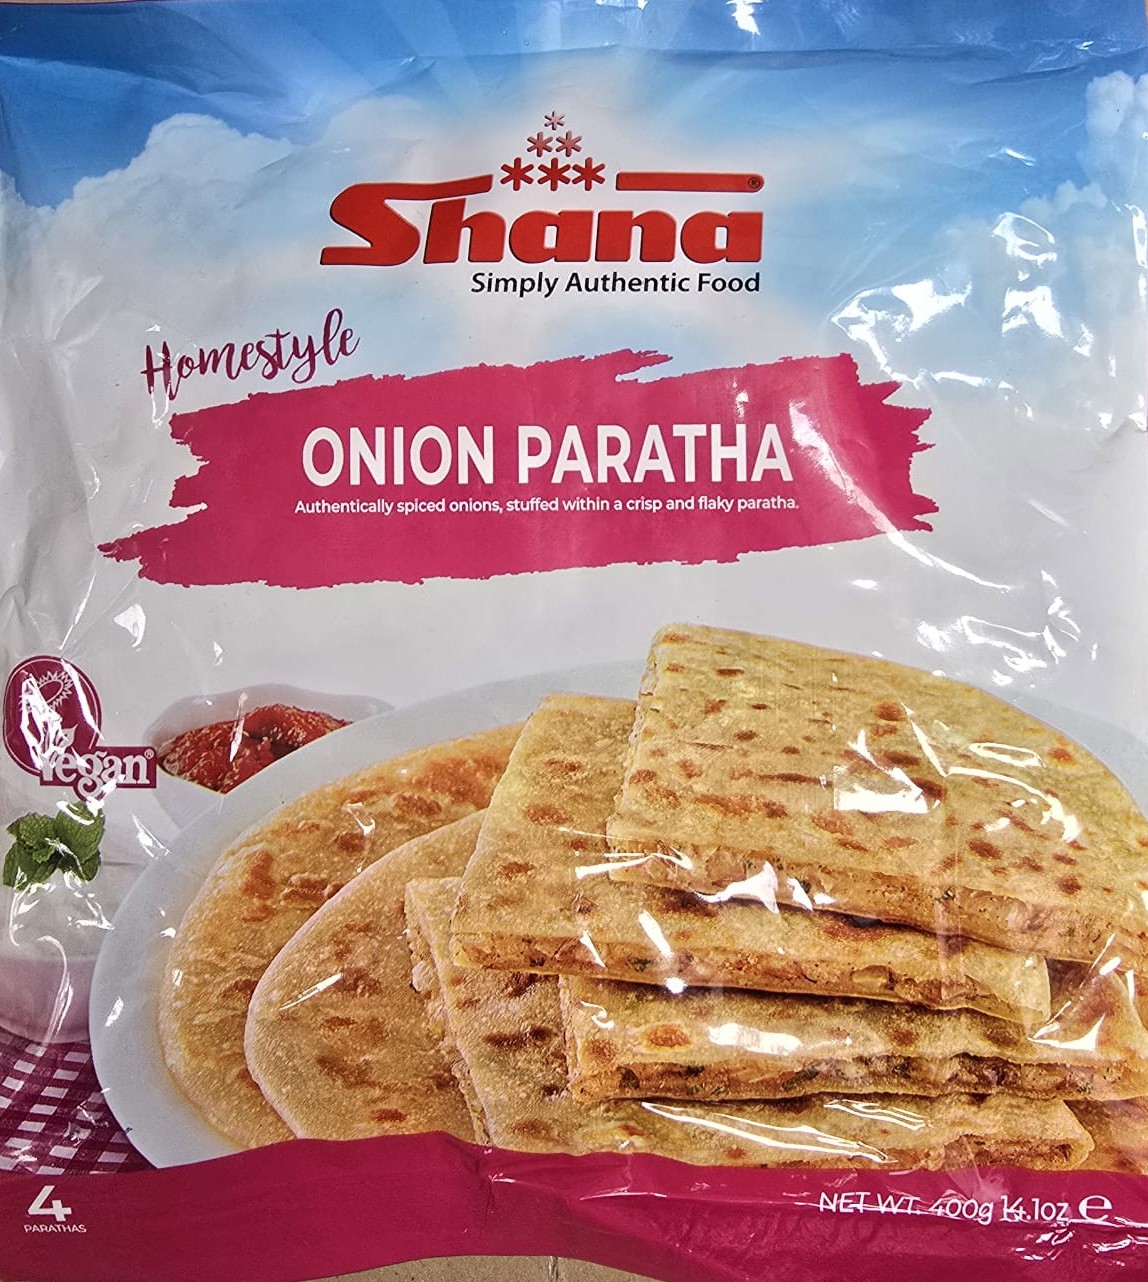 Shana®
Simply Authentic Food
Homestyle
ONION PARATHA
Authentically spiced onions, stuffed within a crisp and flaky paratha.
Vegan®
4
PARATHAS
NET WT. 400g 14.1oz ℮